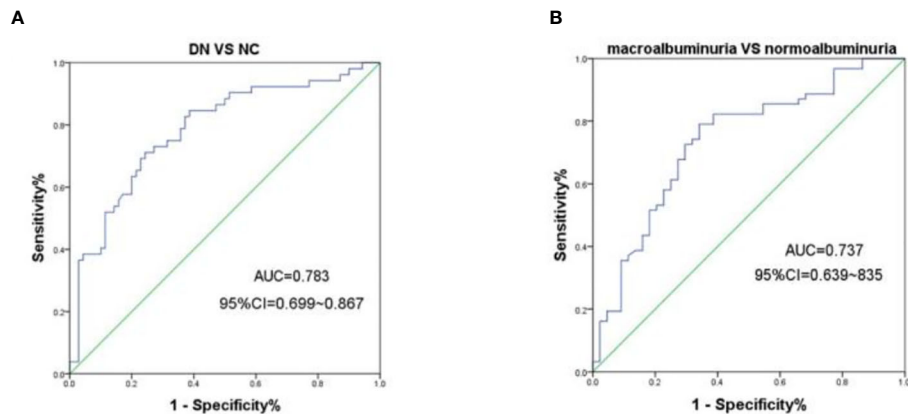 A
B
DN VS NC
macroalbuminuria VS normoalbuminuria
1.0
0.8
0.6
0.4
0.2
0.0
Sensitivity%
AUC=0.783
95%CI=0.699~0.867
0.0 0.2 0.4 0.6 0.8 1.0
1 - Specificity%
1.0
0.8
0.6
0.4
0.2
0.0
Sensitivity%
AUC=0.737
95%CI=0.639~835
0.0 0.2 0.4 0.6 0.8 1.0
1 - Specificity%